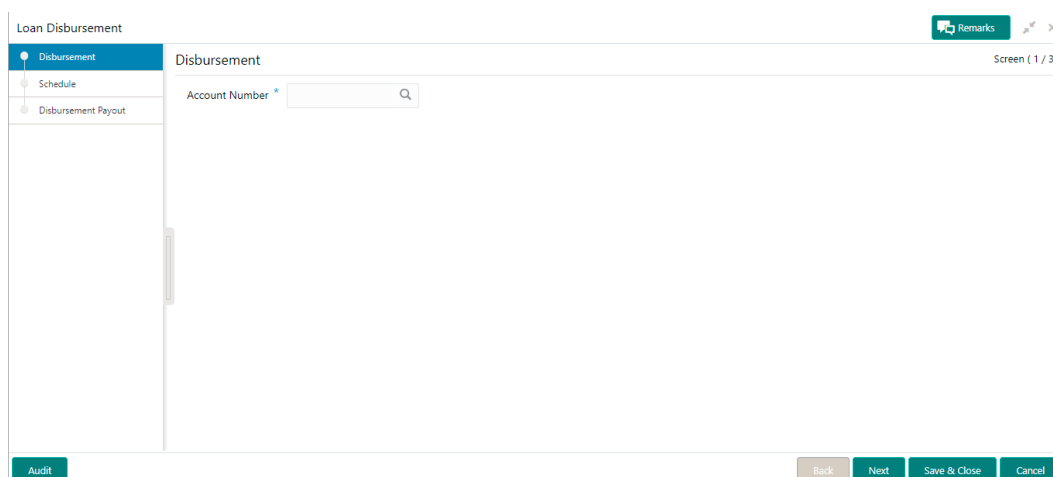 Loan Disbursement
Remarks
Disbursement
Schedule
Disbursement Payout
Disbursement
Screen ( 1 / 3
Account Number *
Audit
Back
Next
Save & Close
Cancel